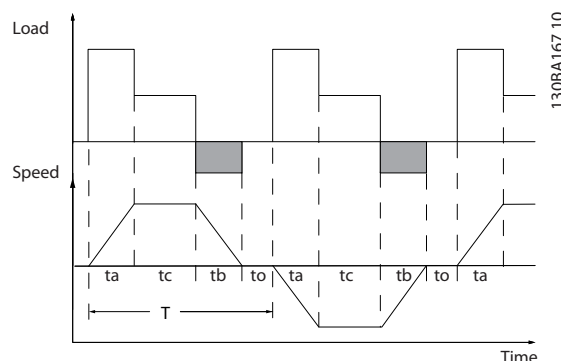 Load
130BA167.10
Speed
ta tc tb to ta tc tb to ta
T
Time